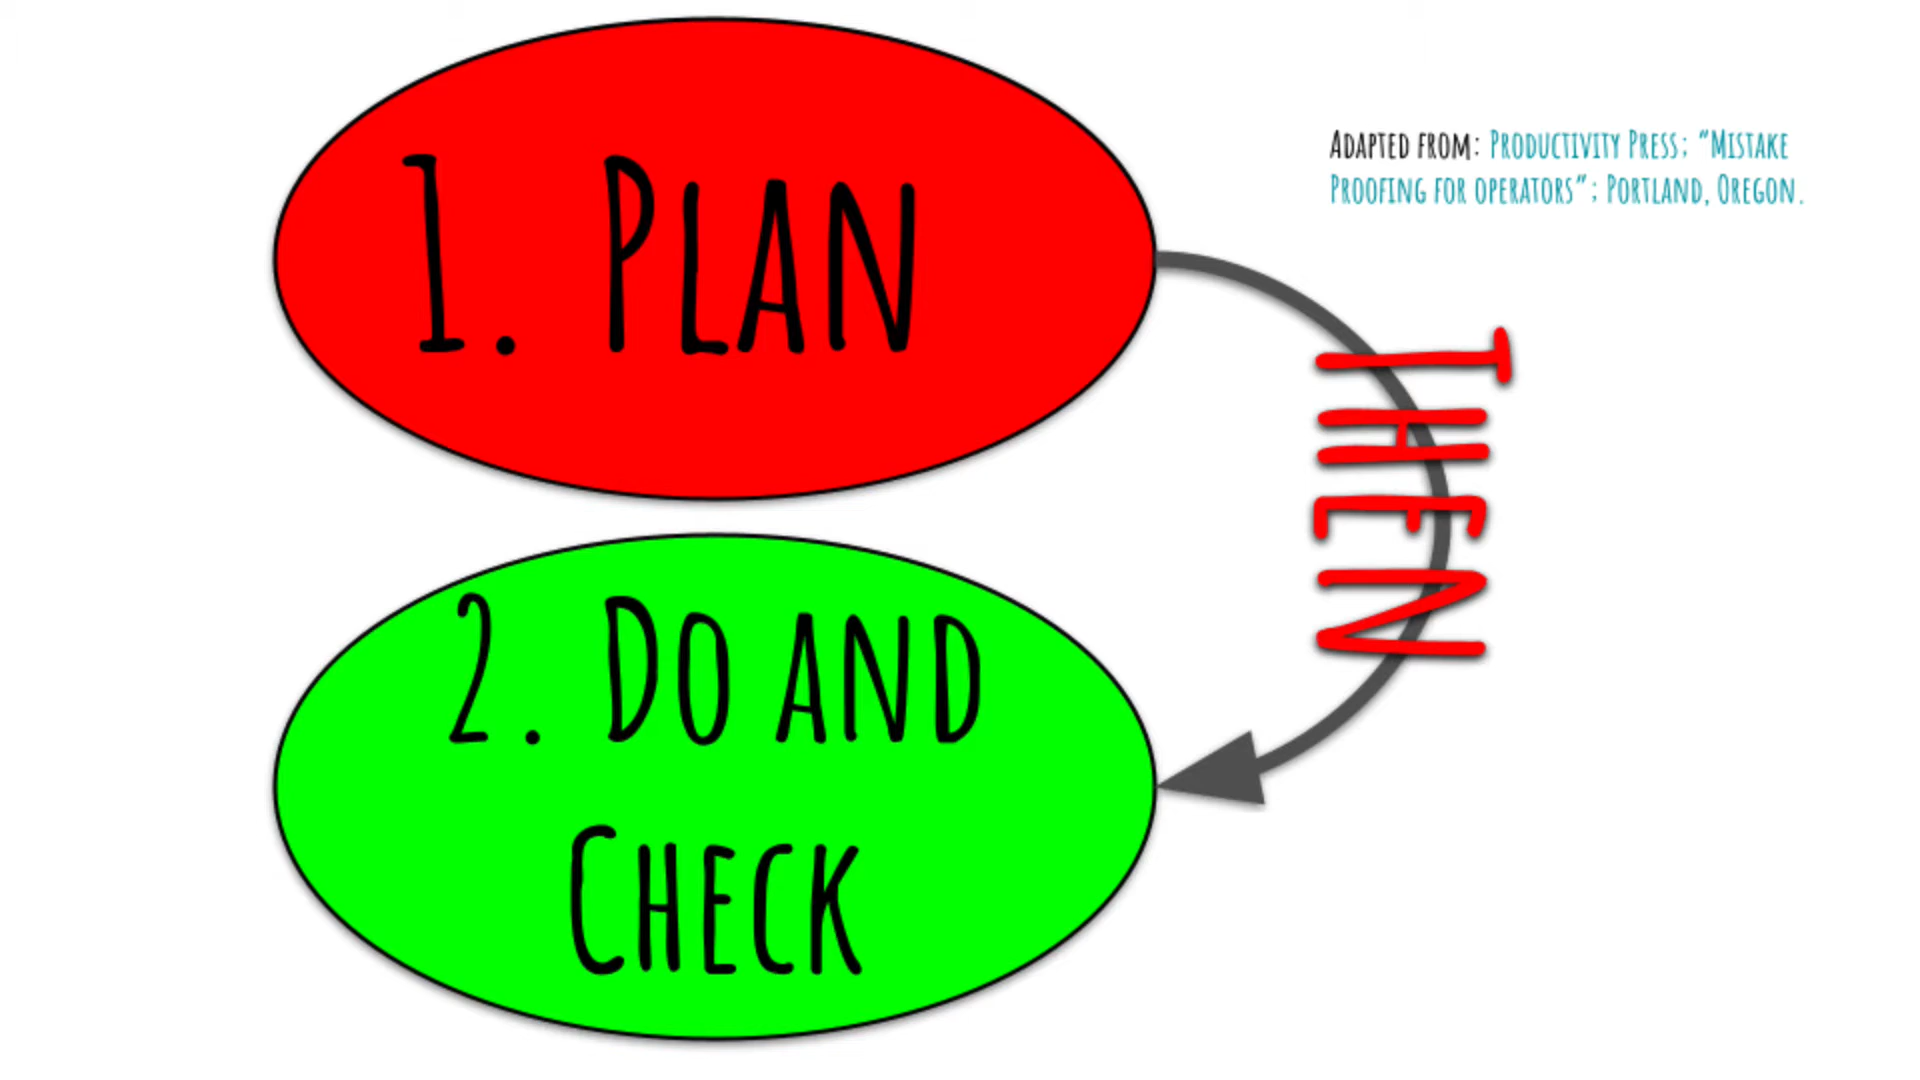 1. Plan
Adapted from: Productivity Press; "Mistake
Proofing for operators"; Portland, Oregon.
Then
2. Do and
Check